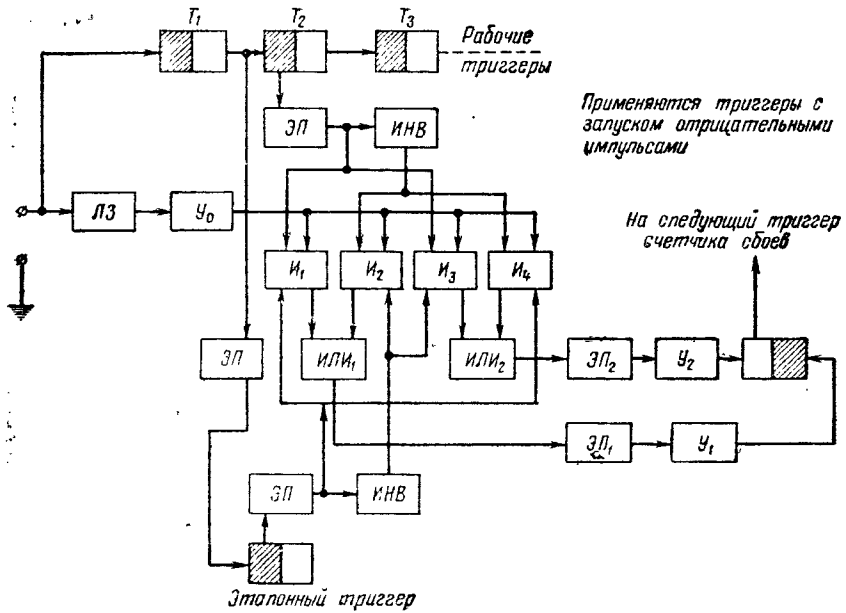 T₁ T₂ T₃
Рабочие
триггеры
ЭП ИНВ
Применяются триггеры с
запуском отрицательными
импульсами
ЛЗ У₀
На следующий триггер
счетчика сбоев
И₁ И₂ И₃ И₄
ЭП ИЛИ₁ ИЛИ₂ ЭП₂ У₂
ЭП₁ У₁
ЭП ИНВ
Эталонный триггер